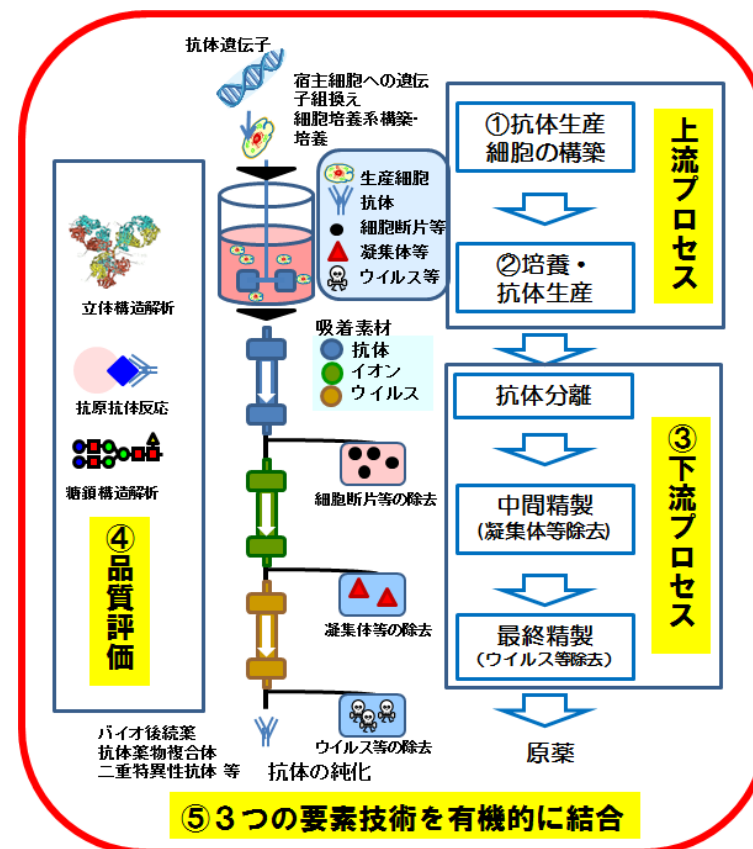 抗体遺伝子
宿主細胞への遺伝
子組換え
細胞培養系構築・
培養
生産細胞
抗体
細胞断片等
凝集体等
ウイルス等
吸着素材
抗体
イオン
ウイルス
細胞断片等の除去
凝集体等の除去
ウイルス等の除去
抗体の純化
立体構造解析
抗原抗体反応
糖鎖構造解析
④品質評価
バイオ後続薬
抗体薬物複合体
二重特異性抗体 等
①抗体生産
細胞の構築
②培養・
抗体生産
上流プロセス
抗体分離
中間精製
(凝集体等除去)
最終精製
(ウイルス等除去)
③下流プロセス
原薬
⑤3つの要素技術を有機的に結合